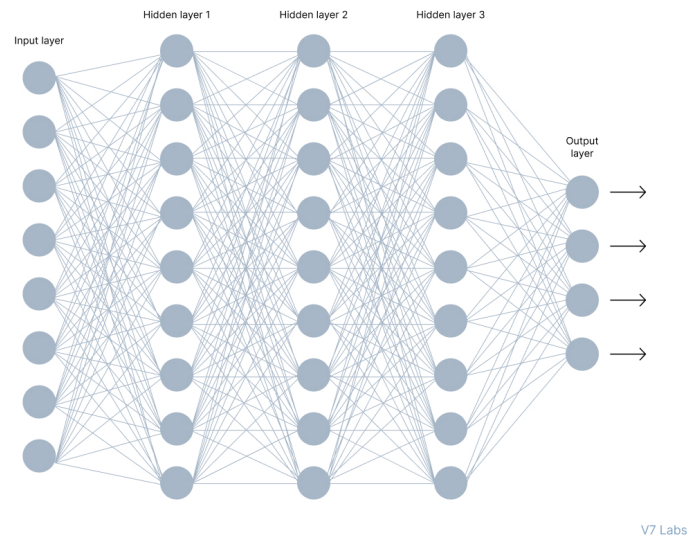 Hidden layer 1
Hidden layer 2
Hidden layer 3
Input layer
Output
layer
V7 Labs